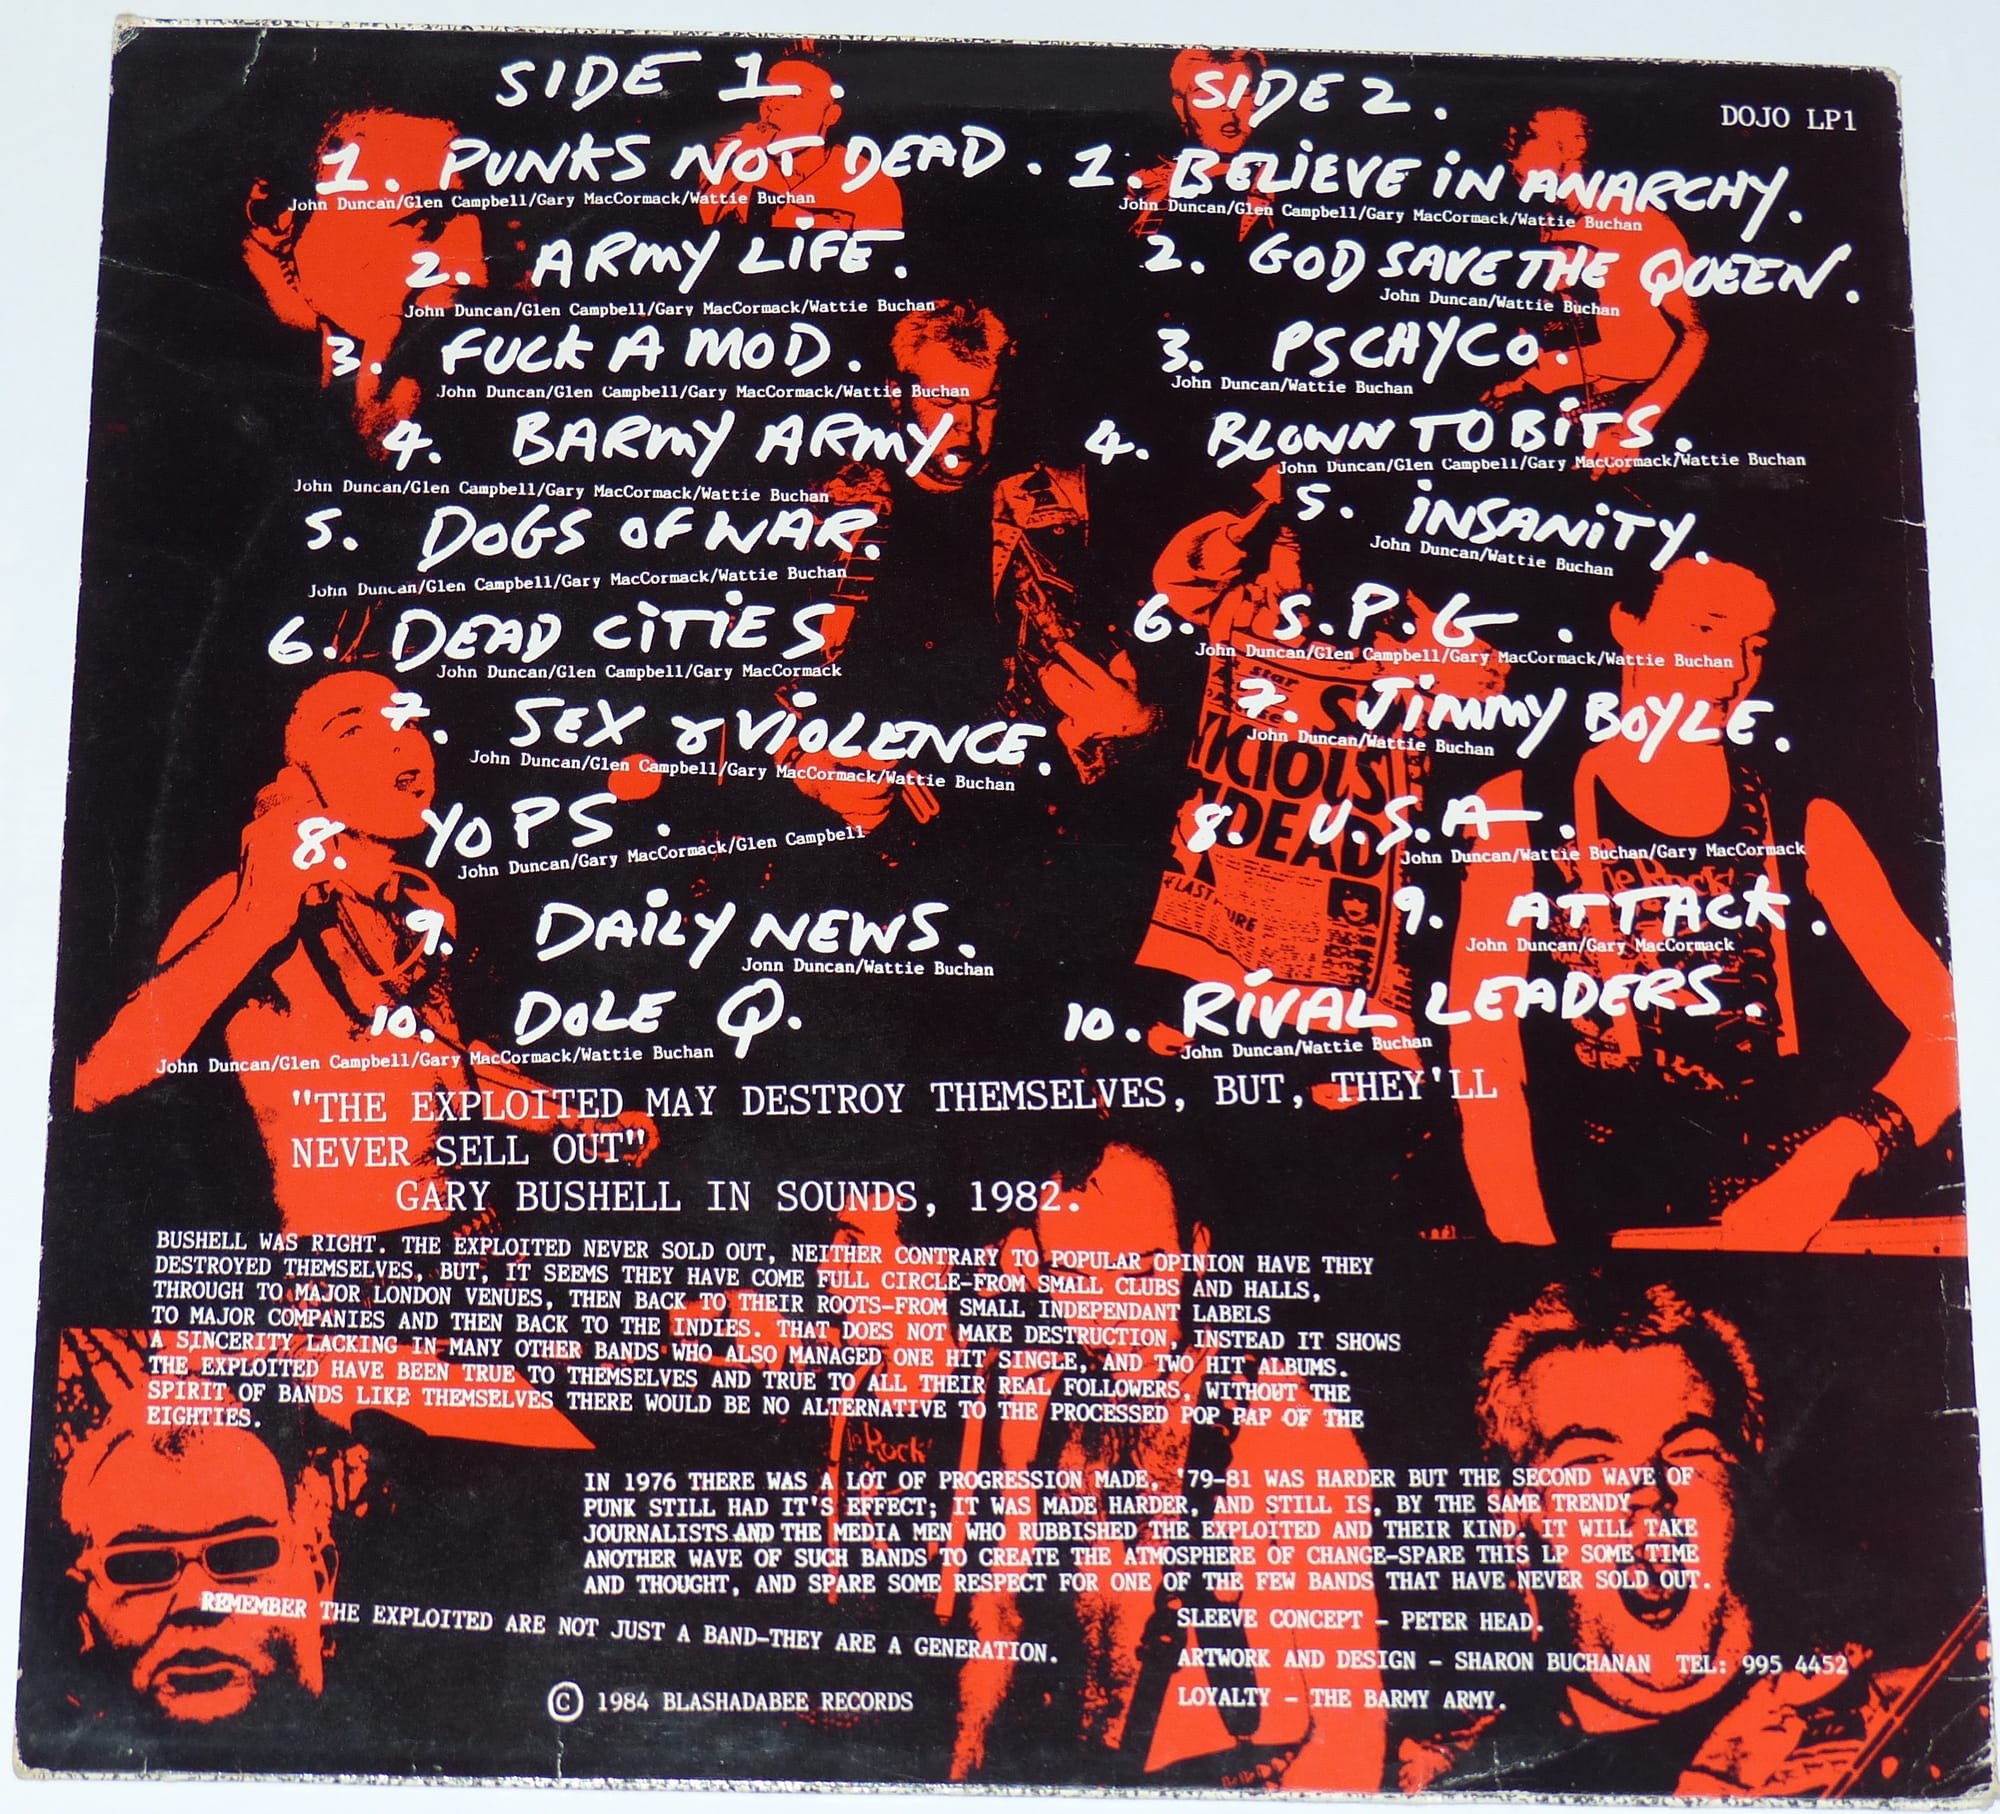 SIDE 1.
1. PUNKS NOT DEAD.
John Duncan/Glen Campbell/Gary MacCormack/Wattie Buchan
2. ARMY LIFE.
John Duncan/Glen Campbell/Gary MacCormack/Wattie Buchan
3. FUCK A MOD.
John Duncan/Glen Campbell/Gary MacCormack/Wattie Buchan
4. BARMY ARMY.
John Duncan/Glen Campbell/Gary MacCormack/Wattie Buchan
5. DOGS OF WAR.
John Duncan/Glen Campbell/Gary MacCormack/Wattie Buchan
6. DEAD CiTiES
John Duncan/Glen Campbell/Gary MacCormack
7. SEX & ViOLENCE.
John Duncan/Glen Campbell/Gary MacCormack/Wattie Buchan
8. YOPS.
John Duncan/Gary MacCormack/Glen Campbell
9. DAiLY NEWS.
Jonn Duncan/Wattie Buchan
10. DOLE Q.
John Duncan/Glen Campbell/Gary MacCormack/Wattie Buchan
SIDE 2.
DOJO LP1
1. BELiEVE iN ANARCHY.
John Duncan/Glen Campbell/Gary MacCormack/Wattie Buchan
2. GOD SAVE THE QUEEN.
John Duncan/Wattie Buchan
3. PSCHYCO.
John Duncan/Wattie Buchan
4. BLOWN TO BiTS.
John Duncan/Glen Campbell/Gary MacCormack/Wattie Buchan
5. iNSANiTY.
John Duncan/Wattie Buchan
6. S.P.G.
John Duncan/Glen Campbell/Gary MacCormack/Wattie Buchan
7. JiMMY BOYLE.
John Duncan/Wattie Buchan
8. U.S.A.
John Duncan/Wattie Buchan/Gary MacCormack
9. ATTACK.
John Duncan/Gary MacCormack
10. RiVAL LEADERS.
John Duncan/Wattie Buchan
star
VICIOUS
DEAD
"THE EXPLOITED MAY DESTROY THEMSELVES, BUT, THEY'LL
NEVER SELL OUT"
GARY BUSHELL IN SOUNDS, 1982.
BUSHELL WAS RIGHT. THE EXPLOITED NEVER SOLD OUT, NEITHER CONTRARY TO POPULAR OPINION HAVE THEY
DESTROYED THEMSELVES, BUT, IT SEEMS THEY HAVE COME FULL CIRCLE-FROM SMALL CLUBS AND HALLS,
THROUGH TO MAJOR LONDON VENUES, THEN BACK TO THEIR ROOTS-FROM SMALL INDEPENDANT LABELS
TO MAJOR COMPANIES AND THEN BACK TO THE INDIES. THAT DOES NOT MAKE DESTRUCTION, INSTEAD IT SHOWS
A SINCERITY LACKING IN MANY OTHER BANDS WHO ALSO MANAGED ONE HIT SINGLE, AND TWO HIT ALBUMS.
THE EXPLOITED HAVE BEEN TRUE TO THEMSELVES AND TRUE TO ALL THEIR REAL FOLLOWERS, WITHOUT THE
SPIRIT OF BANDS LIKE THEMSELVES THERE WOULD BE NO ALTERNATIVE TO THE PROCESSED POP PAP OF THE
EIGHTIES.
IN 1976 THERE WAS A LOT OF PROGRESSION MADE, '79-81 WAS HARDER BUT THE SECOND WAVE OF
PUNK STILL HAD IT'S EFFECT; IT WAS MADE HARDER, AND STILL IS, BY THE SAME TRENDY
JOURNALISTS AND THE MEDIA MEN WHO RUBBISHED THE EXPLOITED AND THEIR KIND. IT WILL TAKE
ANOTHER WAVE OF SUCH BANDS TO CREATE THE ATMOSPHERE OF CHANGE-SPARE THIS LP SOME TIME
AND THOUGHT, AND SPARE SOME RESPECT FOR ONE OF THE FEW BANDS THAT HAVE NEVER SOLD OUT.
REMEMBER THE EXPLOITED ARE NOT JUST A BAND-THEY ARE A GENERATION.
SLEEVE CONCEPT - PETER HEAD.
ARTWORK AND DESIGN - SHARON BUCHANAN TEL: 995 4452
LOYALTY - THE BARMY ARMY.
© 1984 BLASHADABEE RECORDS